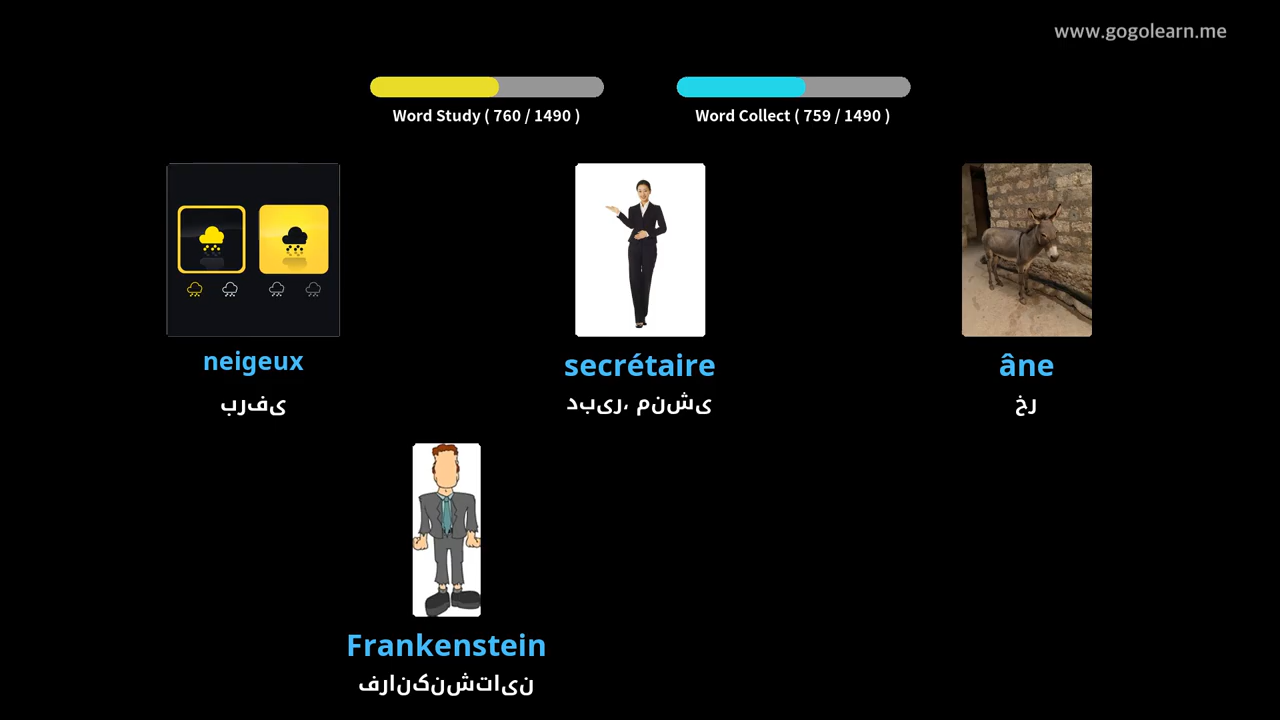 www.gogolearn.me
Word Study ( 760 / 1490 )
Word Collect ( 759 / 1490 )
neigeux
برفی
secrétaire
دبیر، منشی
âne
خر
Frankenstein
فرانکنشتاین